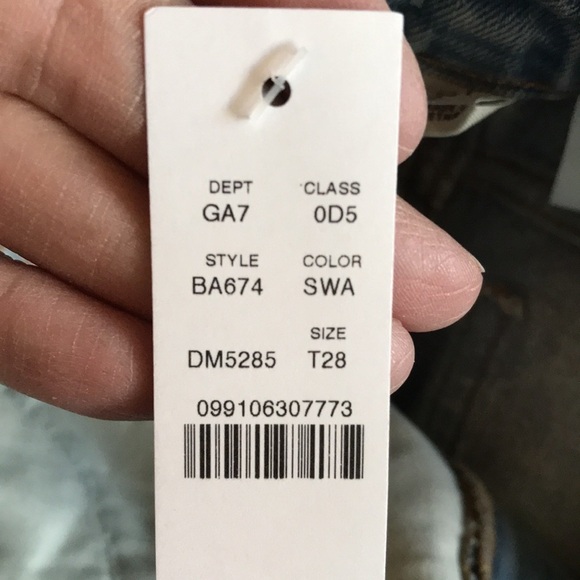 DEPT CLASS
GA7 0D5
STYLE COLOR
BA674 SWA
SIZE
DM5285 T28
099106307773